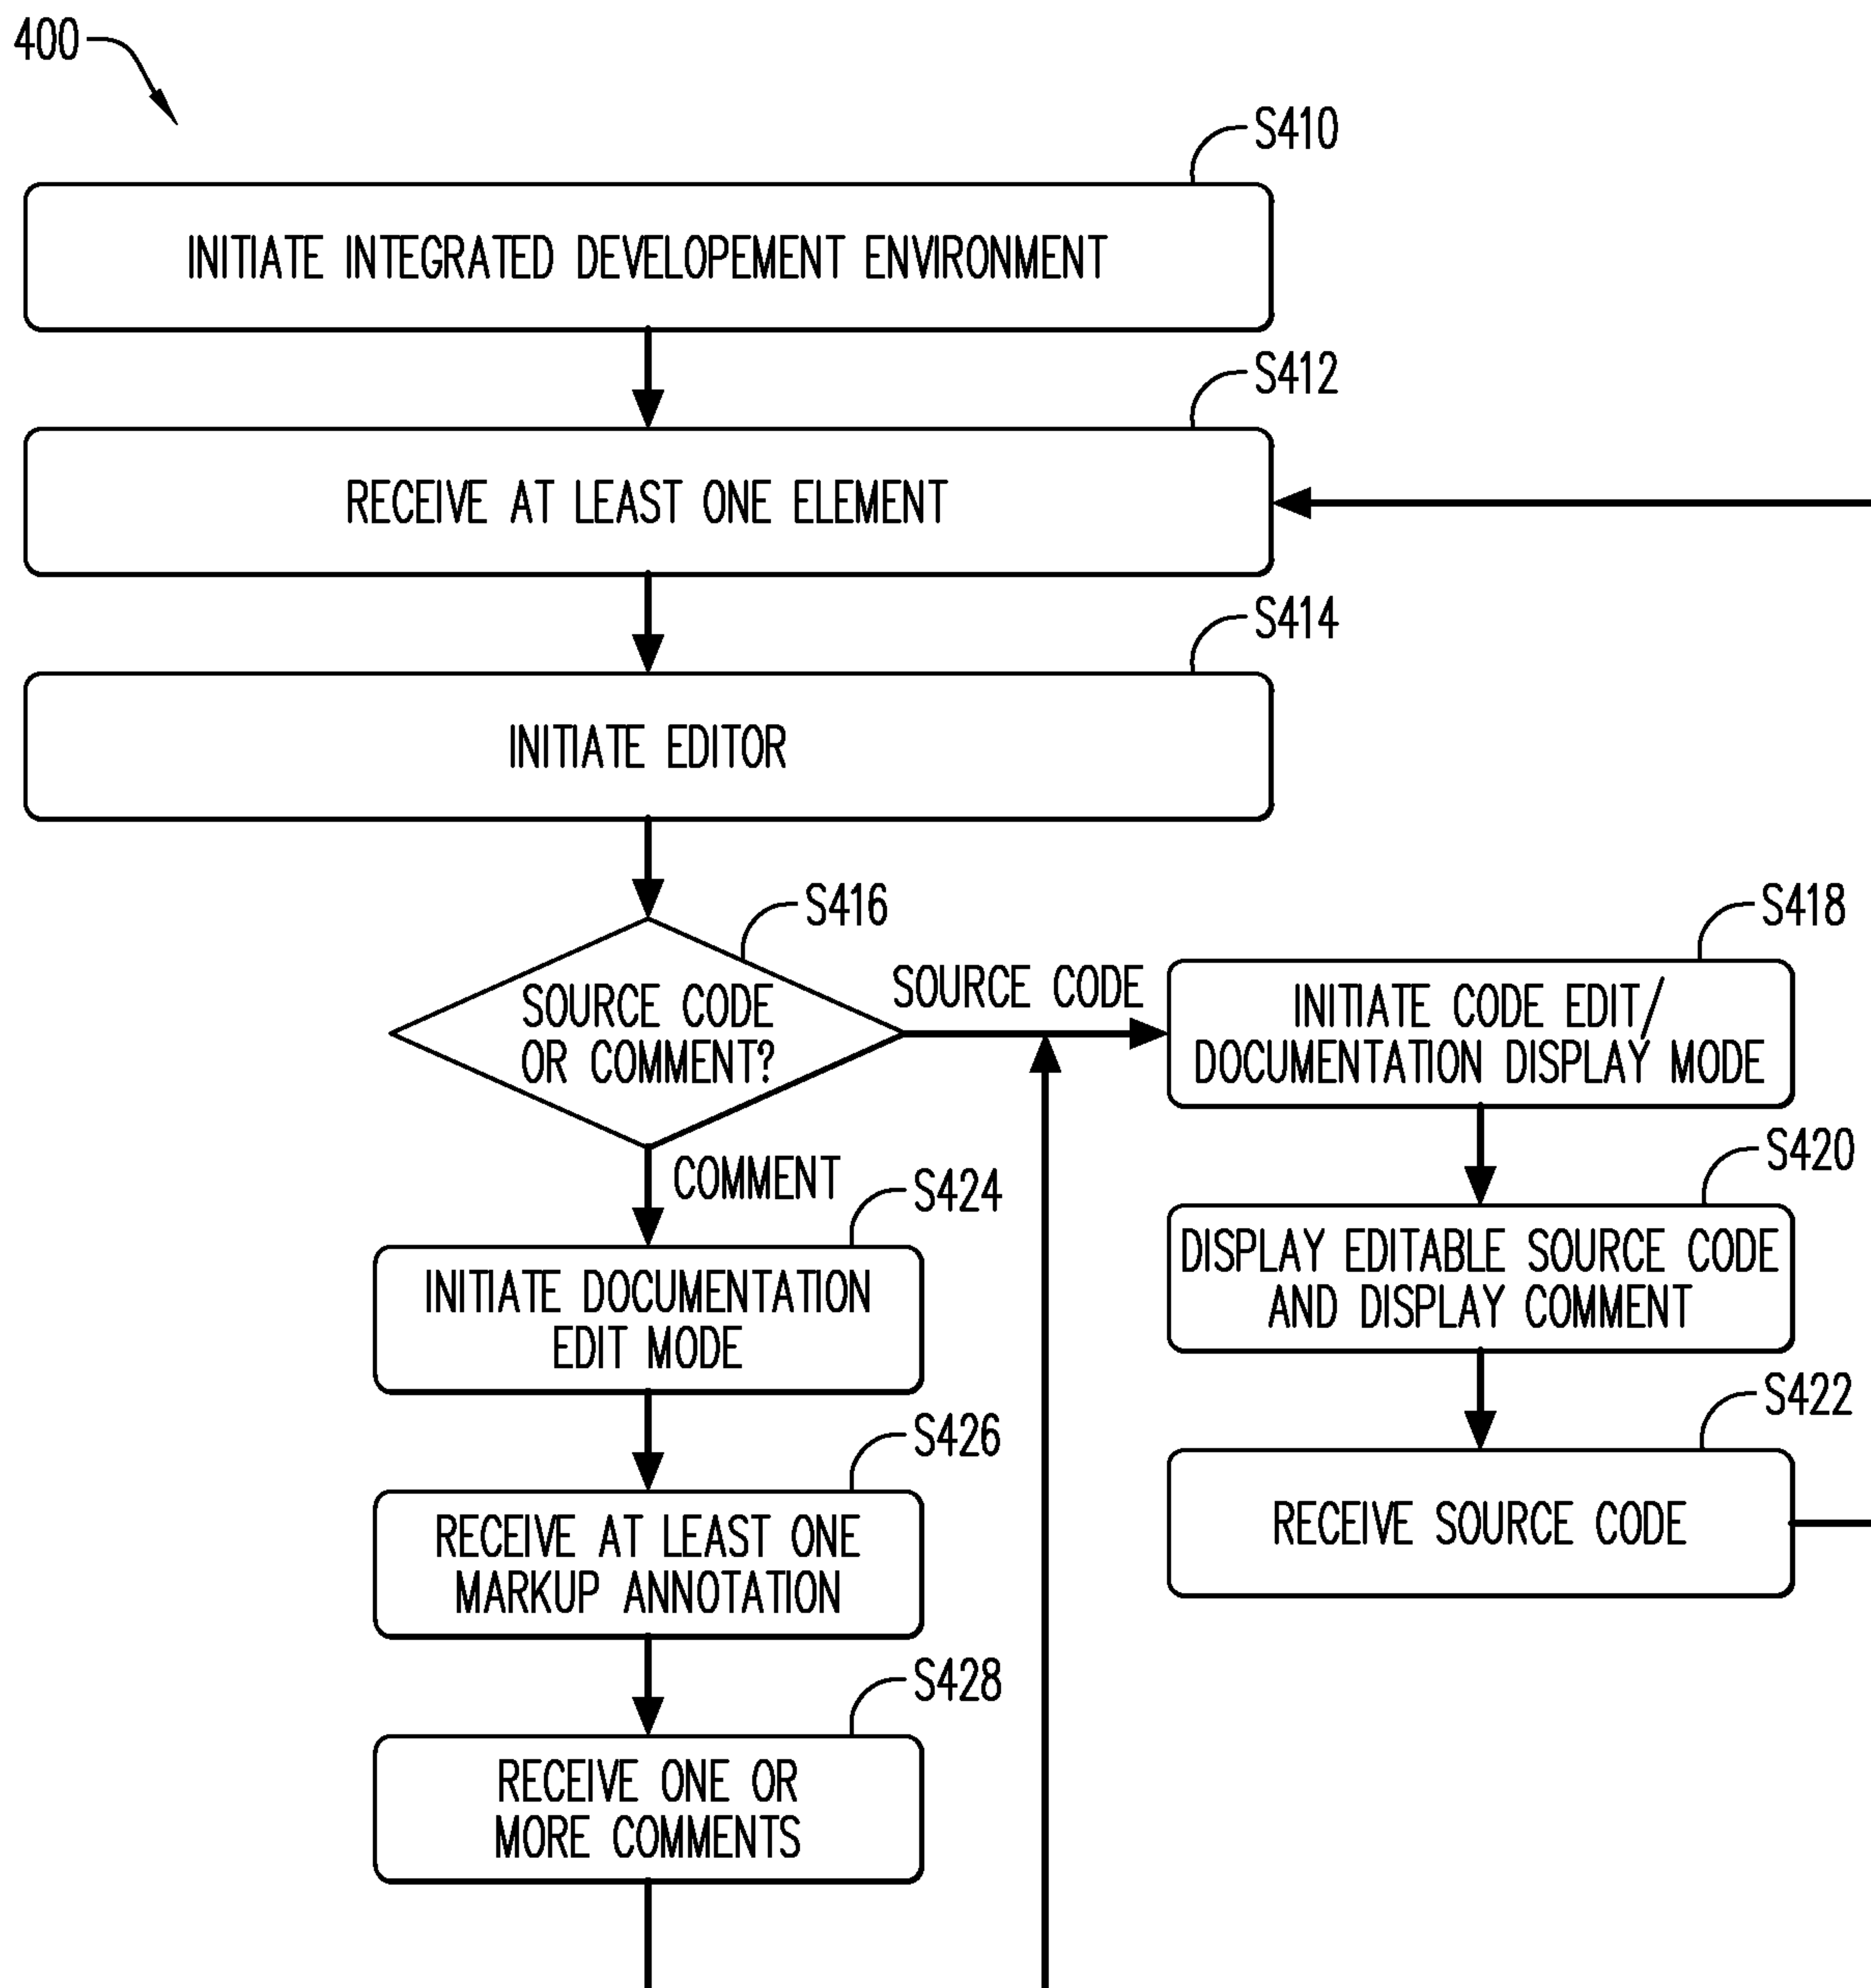 400
S410
INITIATE INTEGRATED DEVELOPEMENT ENVIRONMENT
S412
RECEIVE AT LEAST ONE ELEMENT
S414
INITIATE EDITOR
S416
SOURCE CODE
OR COMMENT?
SOURCE CODE
S418
INITIATE CODE EDIT/
DOCUMENTATION DISPLAY MODE
S420
DISPLAY EDITABLE SOURCE CODE
AND DISPLAY COMMENT
S422
RECEIVE SOURCE CODE
COMMENT
S424
INITIATE DOCUMENTATION
EDIT MODE
S426
RECEIVE AT LEAST ONE
MARKUP ANNOTATION
S428
RECEIVE ONE OR
MORE COMMENTS